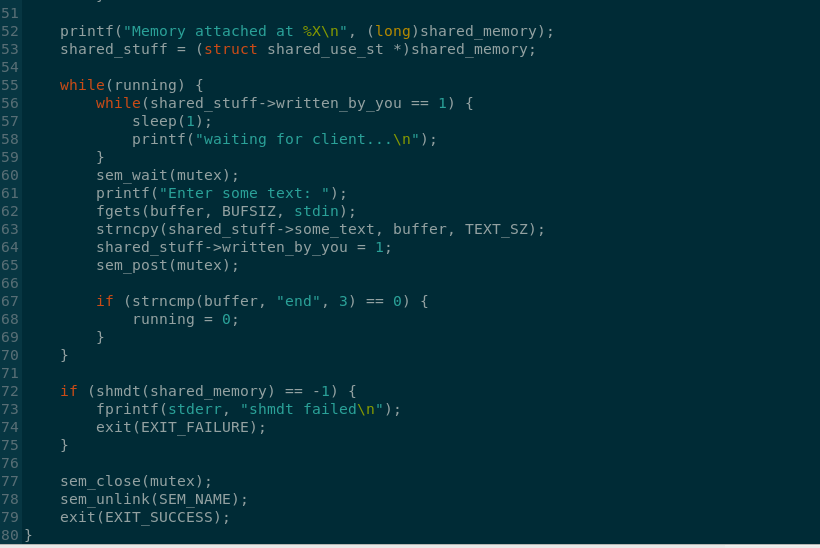 51
52    printf("Memory attached at %X\n", (long)shared_memory);
53    shared_stuff = (struct shared_use_st *)shared_memory;
54
55    while(running) {
56        while(shared_stuff->written_by_you == 1) {
57            sleep(1);
58            printf("waiting for client...\n");
59        }
60        sem_wait(mutex);
61        printf("Enter some text: ");
62        fgets(buffer, BUFSIZ, stdin);
63        strncpy(shared_stuff->some_text, buffer, TEXT_SZ);
64        shared_stuff->written_by_you = 1;
65        sem_post(mutex);
66
67        if (strncmp(buffer, "end", 3) == 0) {
68            running = 0;
69        }
70    }
71
72    if (shmdt(shared_memory) == -1) {
73        fprintf(stderr, "shmdt failed\n");
74        exit(EXIT_FAILURE);
75    }
76
77    sem_close(mutex);
78    sem_unlink(SEM_NAME);
79    exit(EXIT_SUCCESS);
80}